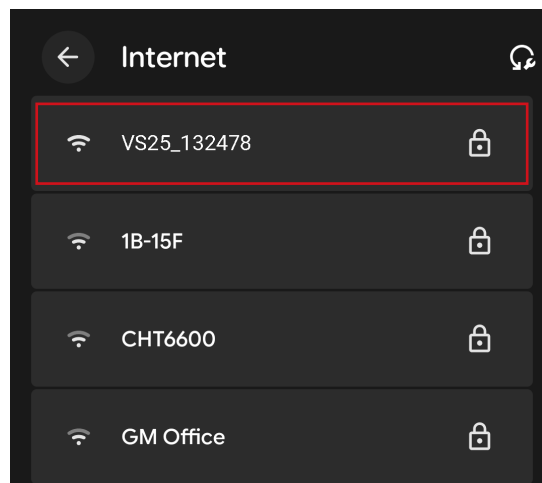 Internet
VS25_132478
1B-15F
CHT6600
GM Office